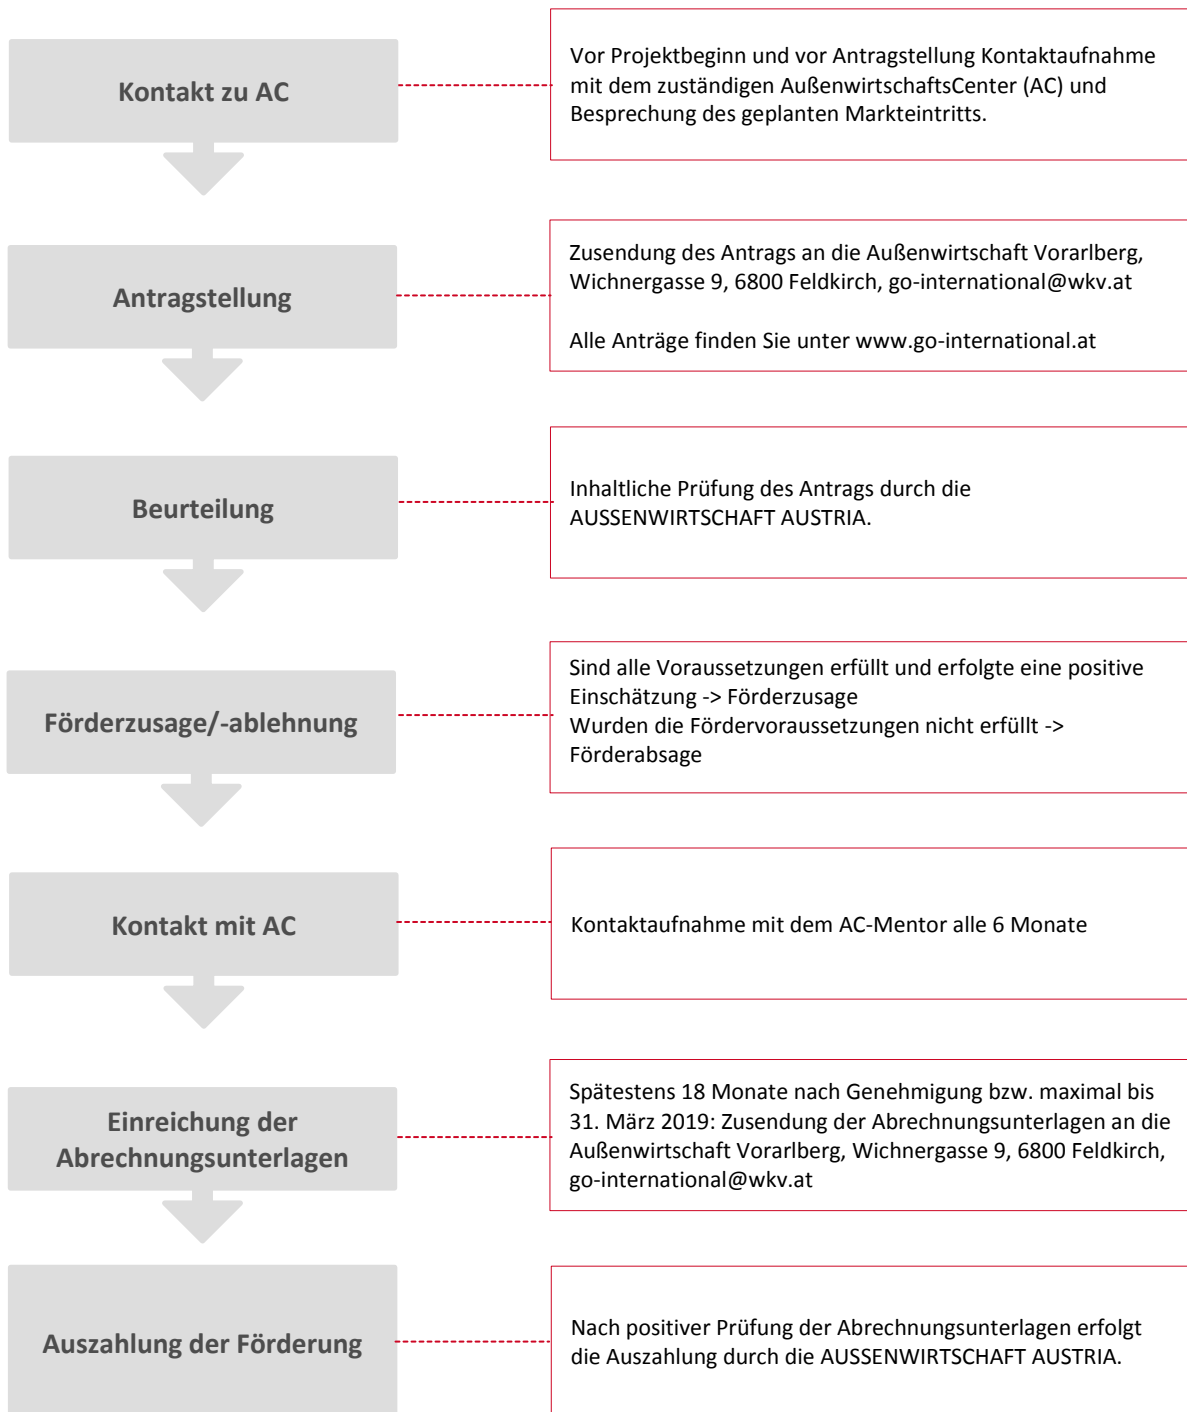 Kontakt zu AC
Vor Projektbeginn und vor Antragstellung Kontaktaufnahme
mit dem zuständigen AußenwirtschaftsCenter (AC) und
Besprechung des geplanten Markteintritts.
Antragstellung
Zusendung des Antrags an die Außenwirtschaft Vorarlberg,
Wichnergasse 9, 6800 Feldkirch, go-international@wkv.at
Alle Anträge finden Sie unter www.go-international.at
Beurteilung
Inhaltliche Prüfung des Antrags durch die
AUSSENWIRTSCHAFT AUSTRIA.
Förderzusage/-ablehnung
Sind alle Voraussetzungen erfüllt und erfolgte eine positive
Einschätzung -> Förderzusage
Wurden die Fördervoraussetzungen nicht erfüllt ->
Förderabsage
Kontakt mit AC
Kontaktaufnahme mit dem AC-Mentor alle 6 Monate
Einreichung der
Abrechnungsunterlagen
Spätestens 18 Monate nach Genehmigung bzw. maximal bis
31. März 2019: Zusendung der Abrechnungsunterlagen an die
Außenwirtschaft Vorarlberg, Wichnergasse 9, 6800 Feldkirch,
go-international@wkv.at
Auszahlung der Förderung
Nach positiver Prüfung der Abrechnungsunterlagen erfolgt
die Auszahlung durch die AUSSENWIRTSCHAFT AUSTRIA.